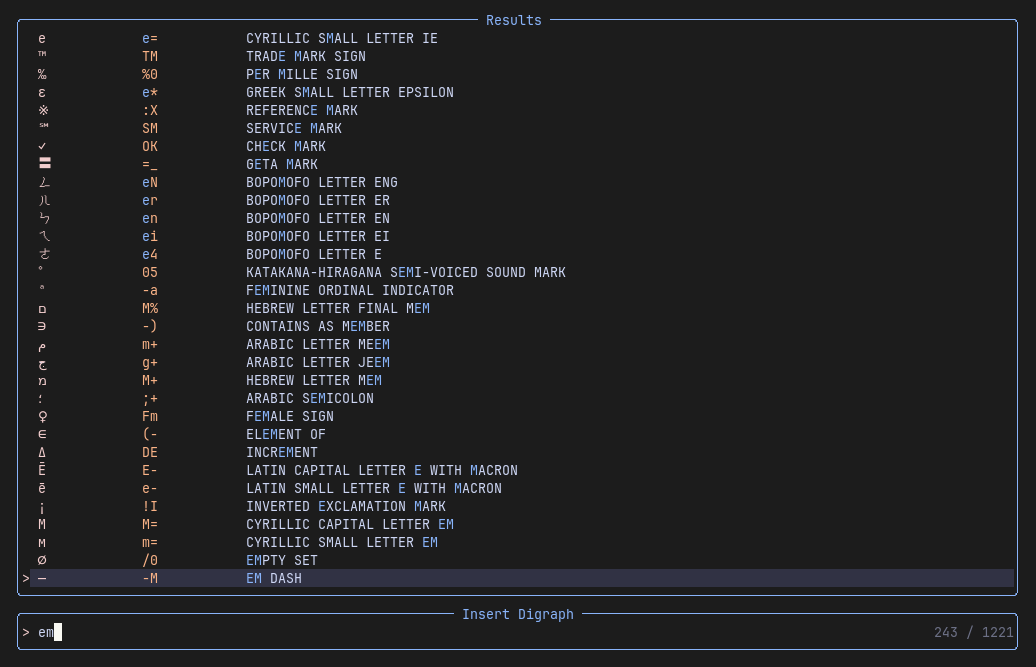 Results
е e= CYRILLIC SMALL LETTER IE
™ TM TRADE MARK SIGN
‰ %0 PER MILLE SIGN
ε e* GREEK SMALL LETTER EPSILON
※ :X REFERENCE MARK
℠ SM SERVICE MARK
✓ OK CHECK MARK
〓 =_ GETA MARK
ㄥ eN BOPOMOFO LETTER ENG
ㄦ er BOPOMOFO LETTER ER
ㄣ en BOPOMOFO LETTER EN
ㄟ ei BOPOMOFO LETTER EI
ㄜ e4 BOPOMOFO LETTER E
゜ 05 KATAKANA-HIRAGANA SEMI-VOICED SOUND MARK
ª -a FEMININE ORDINAL INDICATOR
ם M% HEBREW LETTER FINAL MEM
∋ -) CONTAINS AS MEMBER
م m+ ARABIC LETTER MEEM
ج g+ ARABIC LETTER JEEM
מ M+ HEBREW LETTER MEM
؛ ;+ ARABIC SEMICOLON
♀ Fm FEMALE SIGN
∈ (- ELEMENT OF
∆ DE INCREMENT
Ē E- LATIN CAPITAL LETTER E WITH MACRON
ē e- LATIN SMALL LETTER E WITH MACRON
¡ !I INVERTED EXCLAMATION MARK
М M= CYRILLIC CAPITAL LETTER EM
м m= CYRILLIC SMALL LETTER EM
∅ /0 EMPTY SET
> — -M EM DASH
Insert Digraph
> em 243 / 1221